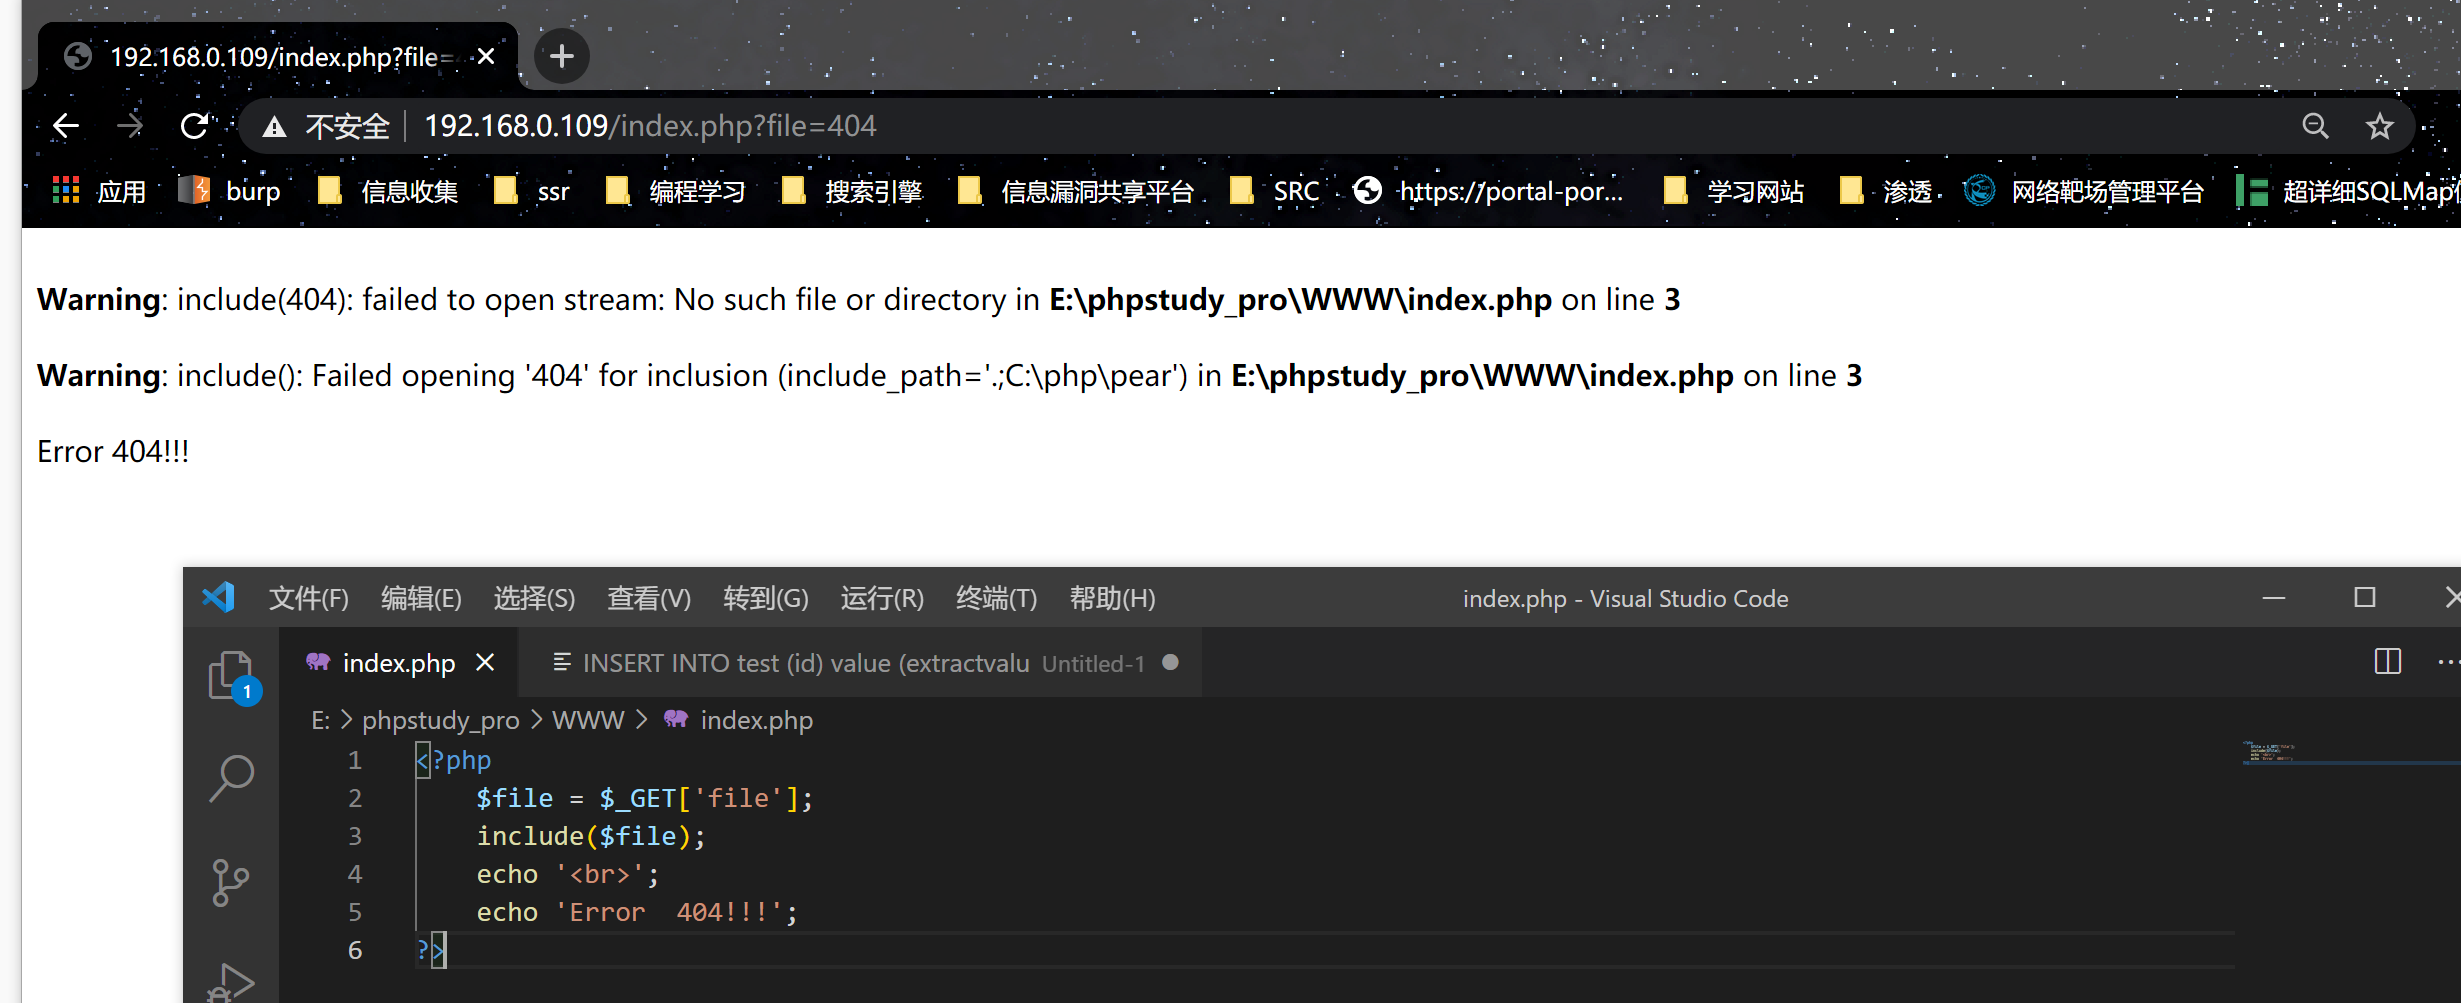 192.168.0.109/index.php?file=
不安全 192.168.0.109/index.php?file=404
应用 burp 信息收集 ssr 编程学习 搜索引擎 信息漏洞共享平台 SRC https://portal-por... 学习网站 渗透 网络靶场管理平台 超详细SQLMap
Warning: include(404): failed to open stream: No such file or directory in E:\phpstudy_pro\WWW\index.php on line 3
Warning: include(): Failed opening '404' for inclusion (include_path='.;C:\php\pear') in E:\phpstudy_pro\WWW\index.php on line 3
Error 404!!!
文件(F) 编辑(E) 选择(S) 查看(V) 转到(G) 运行(R) 终端(T) 帮助(H) index.php - Visual Studio Code
index.php INSERT INTO test (id) value (extractvalu Untitled-1
1
E: > phpstudy_pro > WWW > index.php
1 <?php
2 $file = $_GET['file'];
3 include($file);
4 echo '<br>';
5 echo 'Error  404!!!';
6 ?>